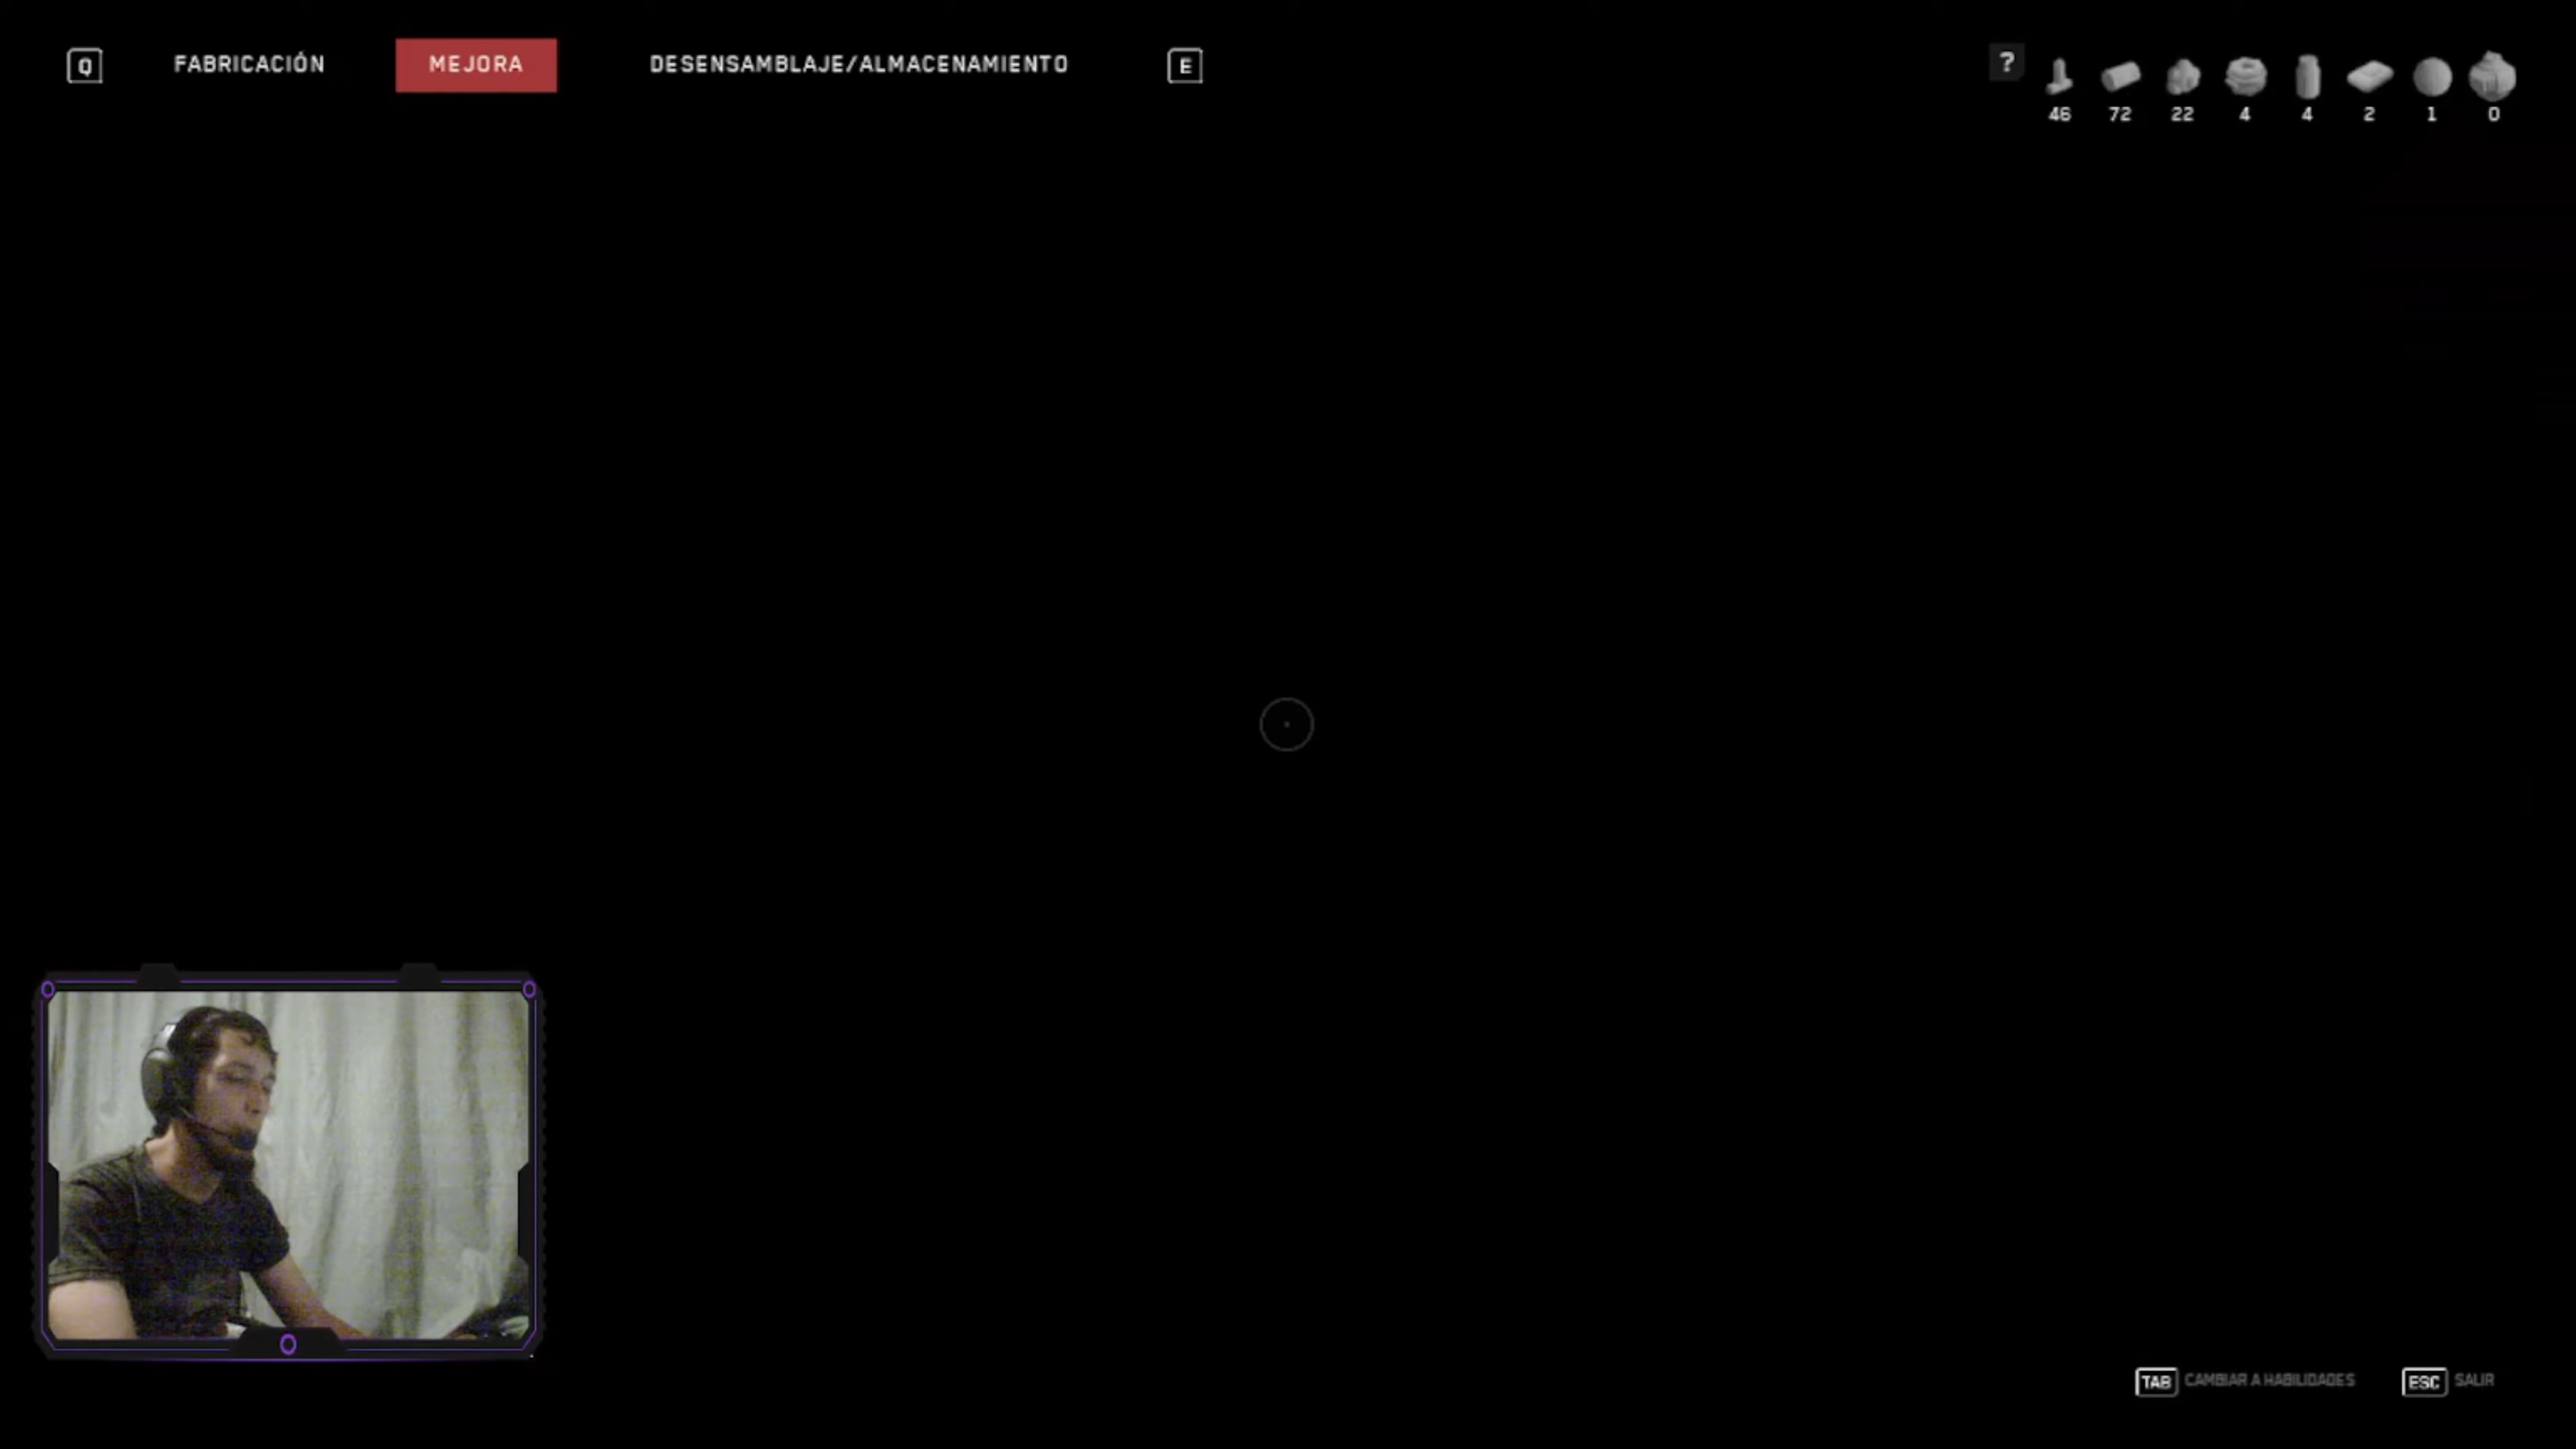 Q FABRICACIÓN MEJORA DESENSAMBLAJE/ALMACENAMIENTO E ?
46 72 22 4 4 2 1 0
TAB CAMBIAR A HABILIDADES ESC SALIR